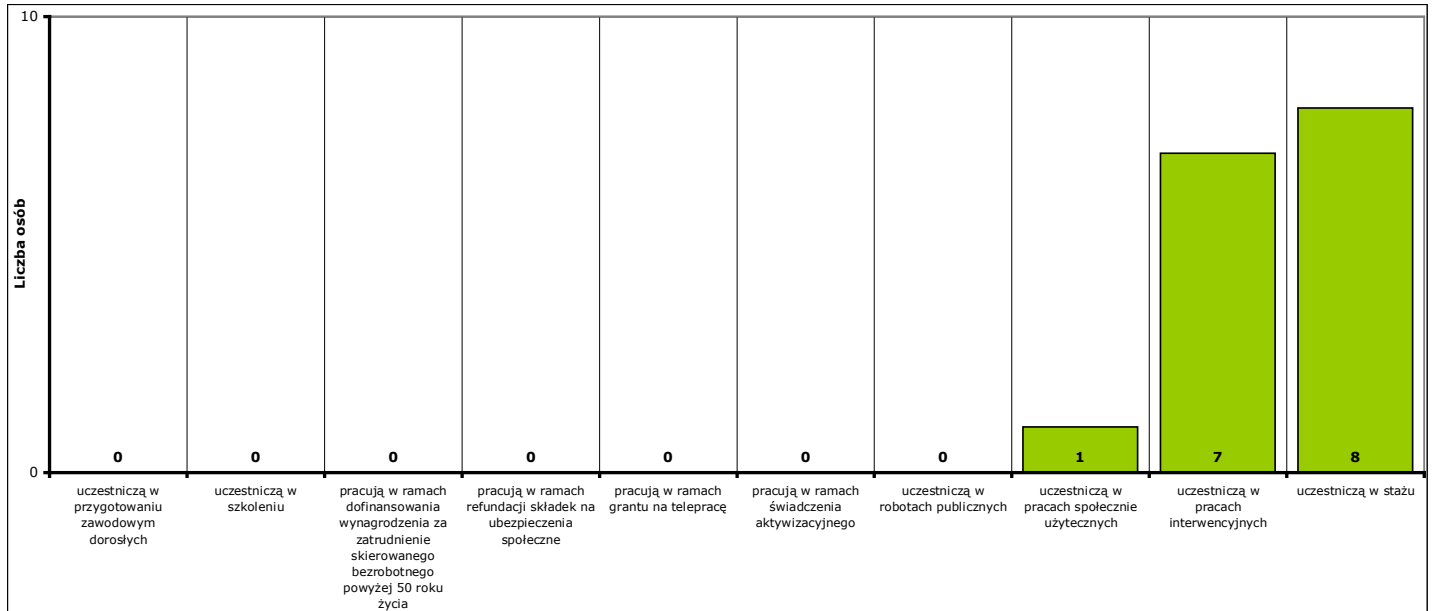 10
Liczba osób
0
0
0
0
0
0
0
0
1
7
8
uczestniczą w
przygotowaniu
zawodowym
dorosłych
uczestniczą w
szkoleniu
pracują w ramach
dofinansowania
wynagrodzenia za
zatrudnienie
skierowanego
bezrobotnego
powyżej 50 roku
życia
pracują w ramach
refundacji składek na
ubezpieczenia
społeczne
pracują w ramach
grantu na telepracę
pracują w ramach
świadczenia
aktywizacyjnego
uczestniczą w
robotach publicznych
uczestniczą w
pracach społecznie
użytecznych
uczestniczą w
pracach
interwencyjnych
uczestniczą w stażu